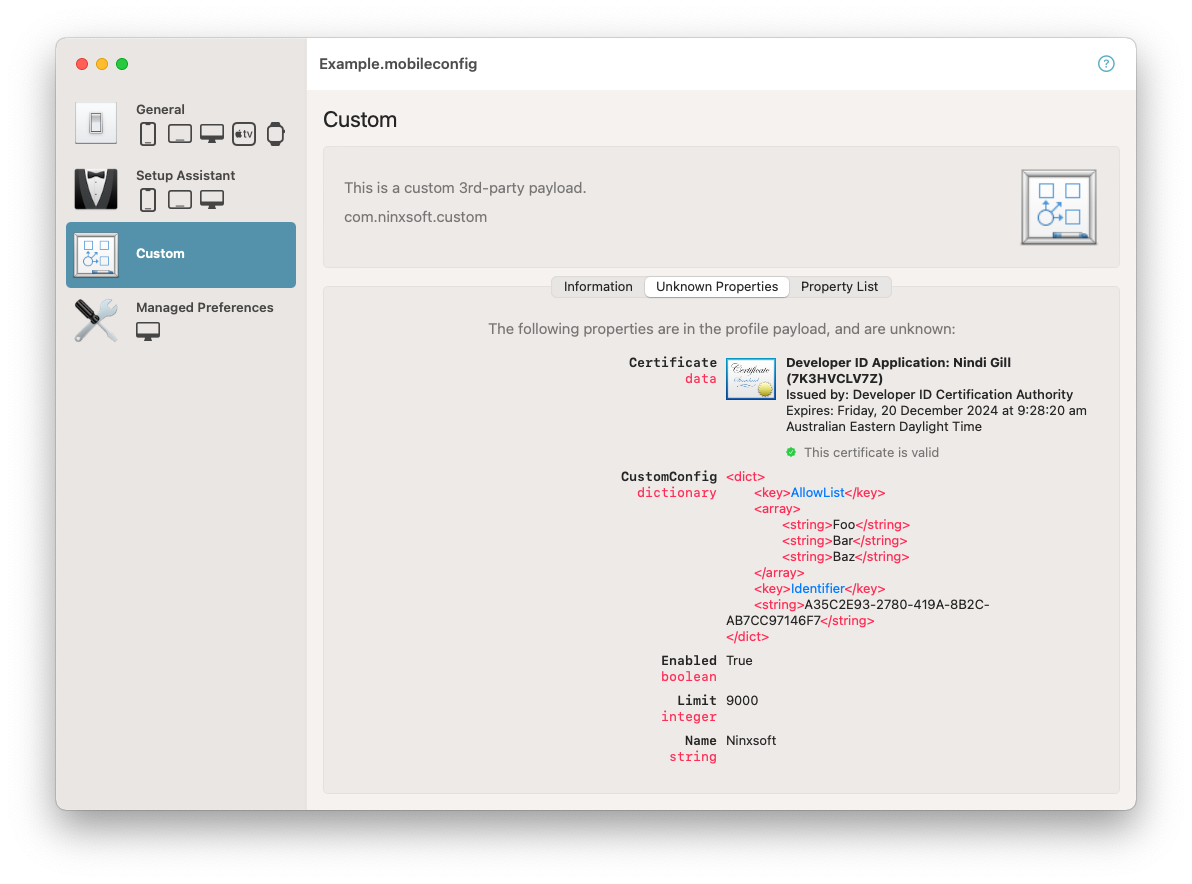 Example.mobileconfig
?
General
tv
Setup Assistant
Custom
Managed Preferences
Custom
This is a custom 3rd-party payload.
com.ninxsoft.custom
Information
Unknown Properties
Property List
The following properties are in the profile payload, and are unknown:
Certificate
data
Certificate
Standard
Developer ID Application: Nindi Gill
(7K3HVCLV7Z)
Issued by: Developer ID Certification Authority
Expires: Friday, 20 December 2024 at 9:28:20 am
Australian Eastern Daylight Time
This certificate is valid
CustomConfig
dictionary
<dict>
<key>AllowList</key>
<array>
<string>Foo</string>
<string>Bar</string>
<string>Baz</string>
</array>
<key>Identifier</key>
<string>A35C2E93-2780-419A-8B2C-
AB7CC97146F7</string>
</dict>
Enabled
boolean
True
Limit
integer
9000
Name
string
Ninxsoft